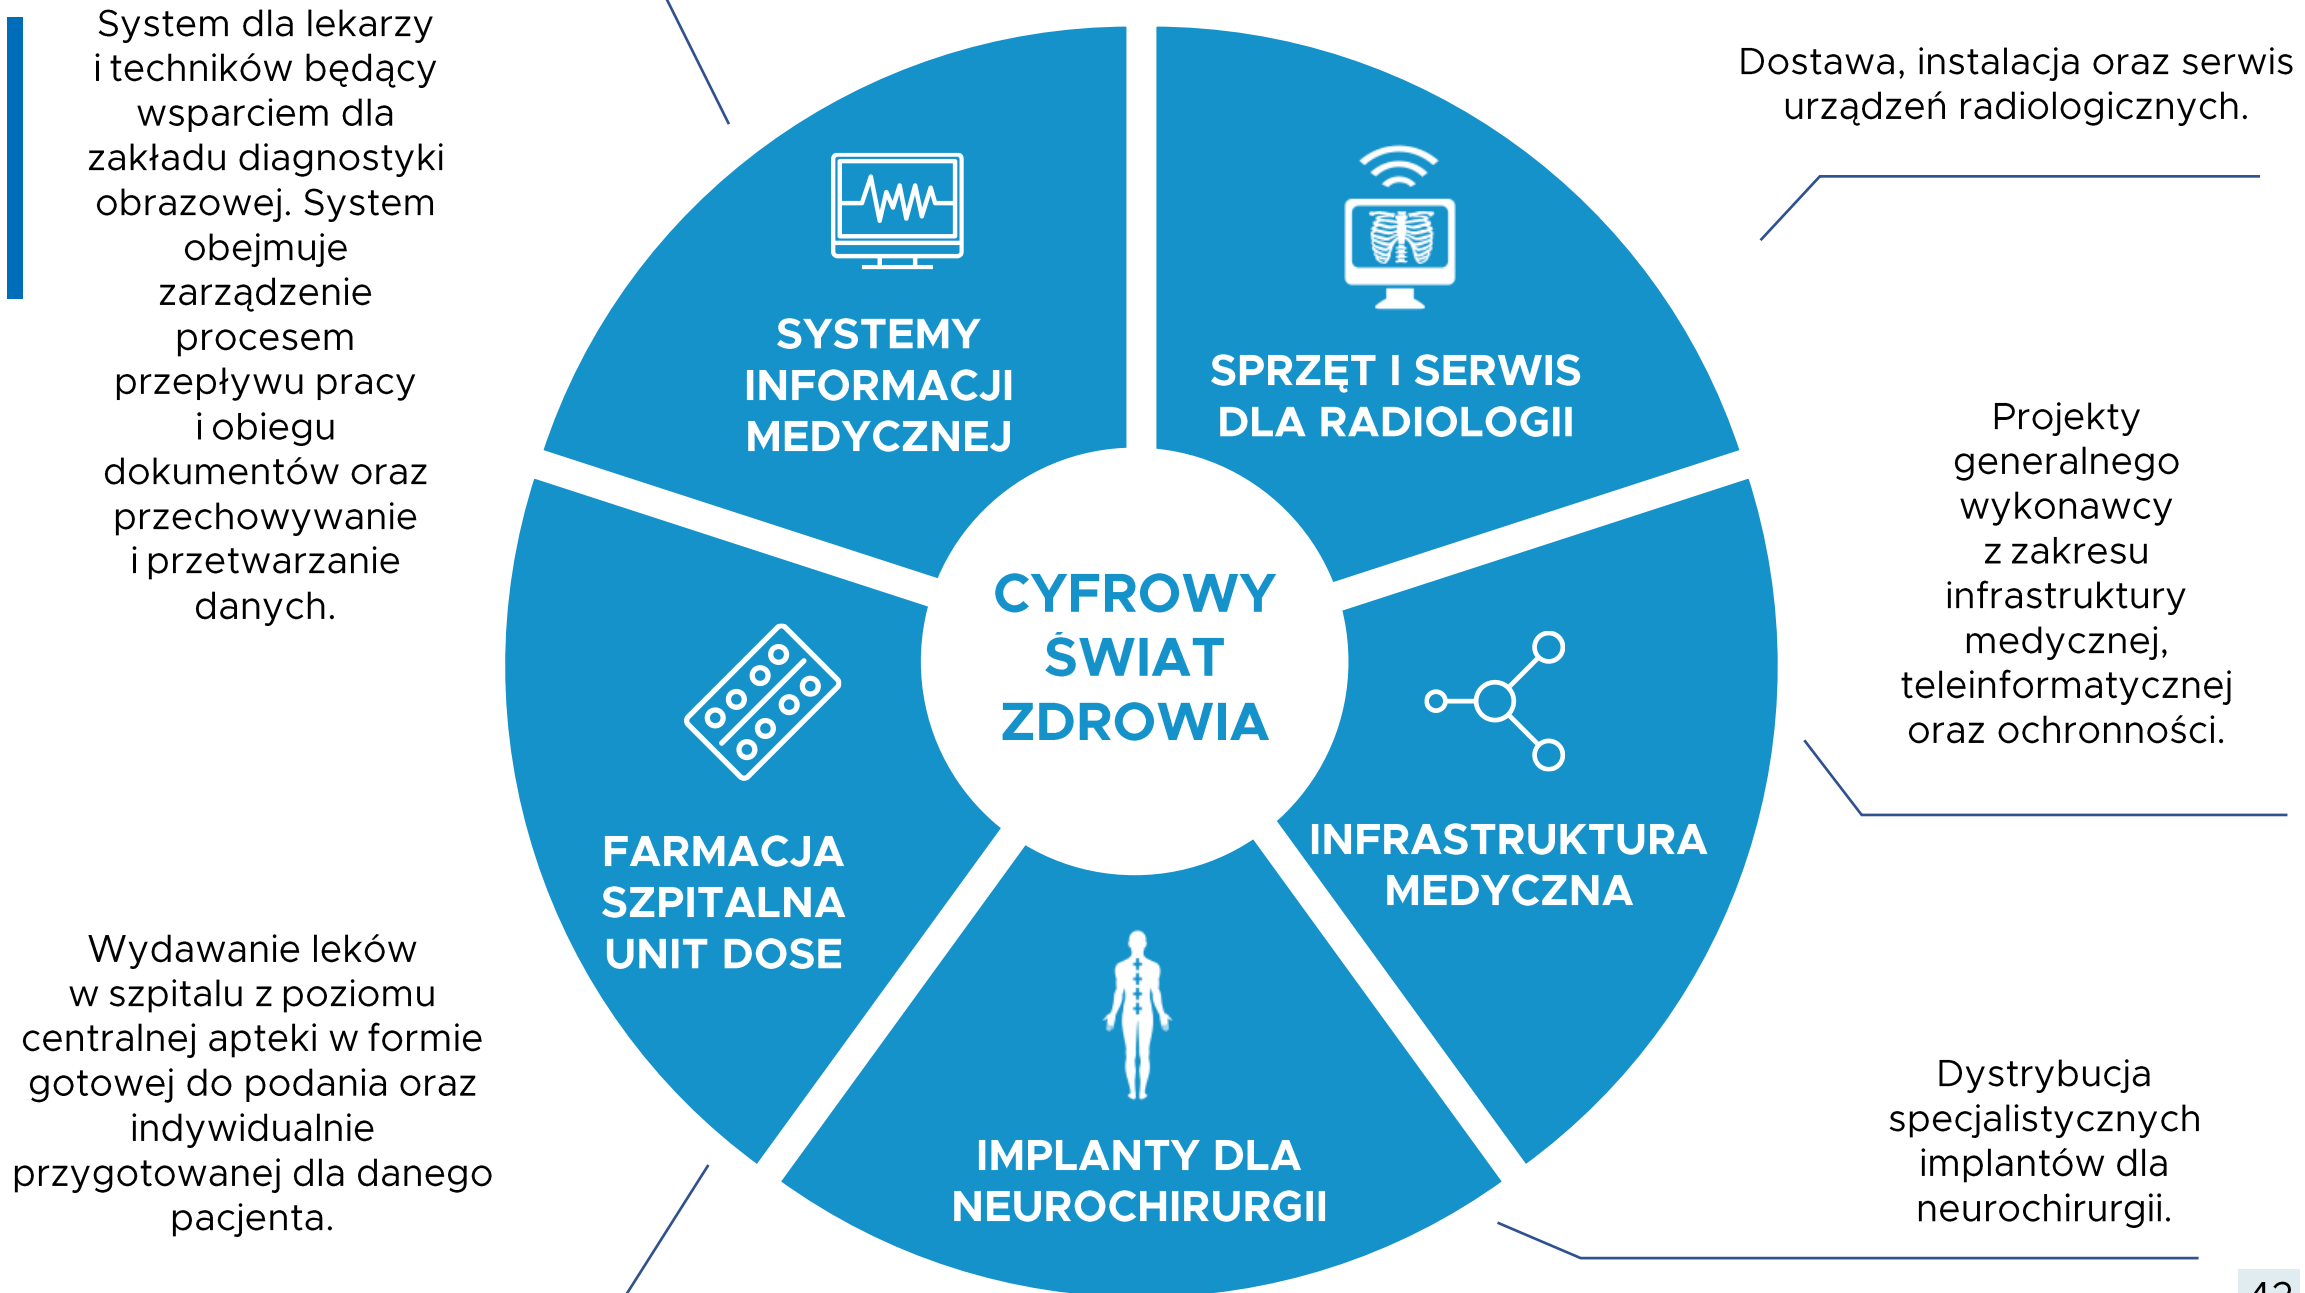 System dla lekarzy
i techników będący
wsparciem dla
zakładu diagnostyki
obrazowej. System
obejmuje
zarządzenie
procesem
przepływu pracy
i obiegu
dokumentów oraz
przechowywanie
i przetwarzanie
danych.
Wydawanie leków
w szpitalu z poziomu
centralnej apteki w formie
gotowej do podania oraz
indywidualnie
przygotowanej dla danego
pacjenta.
SYSTEMY
INFORMACJI
MEDYCZNEJ
SPRZĘT I SERWIS
DLA RADIOLOGII
CYFROWY
ŚWIAT
ZDROWIA
FARMACJA
SZPITALNA
UNIT DOSE
INFRASTRUKTURA
MEDYCZNA
IMPLANTY DLA
NEUROCHIRURGII
Dostawa, instalacja oraz serwis
urządzeń radiologicznych.
Projekty
generalnego
wykonawcy
z zakresu
infrastruktury
medycznej,
teleinformatycznej
oraz ochronności.
Dystrybucja
specjalistycznych
implantów dla
neurochirurgii.